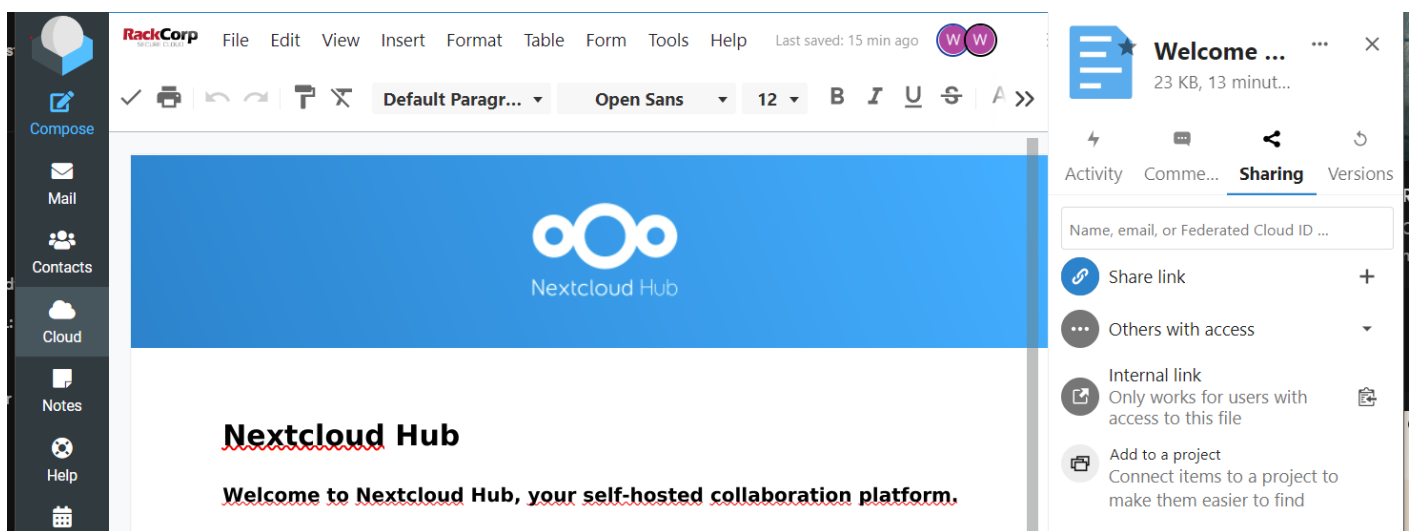 RackCorp
SECURE CLOUD
File Edit View Insert Format Table Form Tools Help Last saved: 15 min ago W W
Default Paragr... Open Sans 12 B I U S A
Compose
Mail
Contacts
Cloud
Notes
Help
Nextcloud Hub
Nextcloud Hub
Welcome to Nextcloud Hub, your self-hosted collaboration platform.
Welcome ...
23 KB, 13 minut...
Activity Comme... Sharing Versions
Name, email, or Federated Cloud ID ...
Share link
Others with access
Internal link
Only works for users with
access to this file
Add to a project
Connect items to a project to
make them easier to find